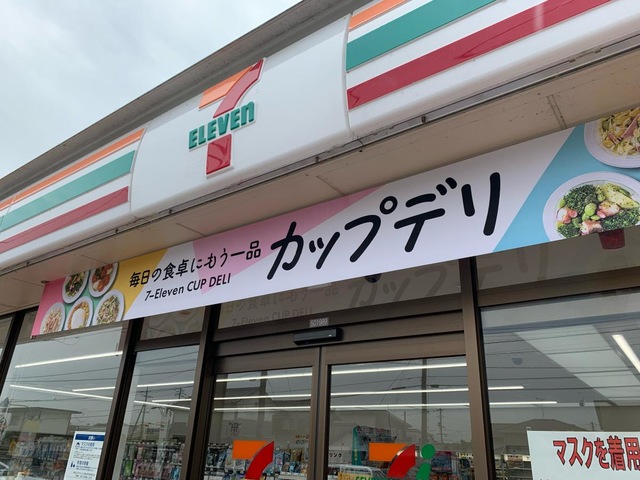 7
ELEVEN
毎日の食卓にもう一品
7-Eleven CUP DELI
カップデリ
マスクを着用